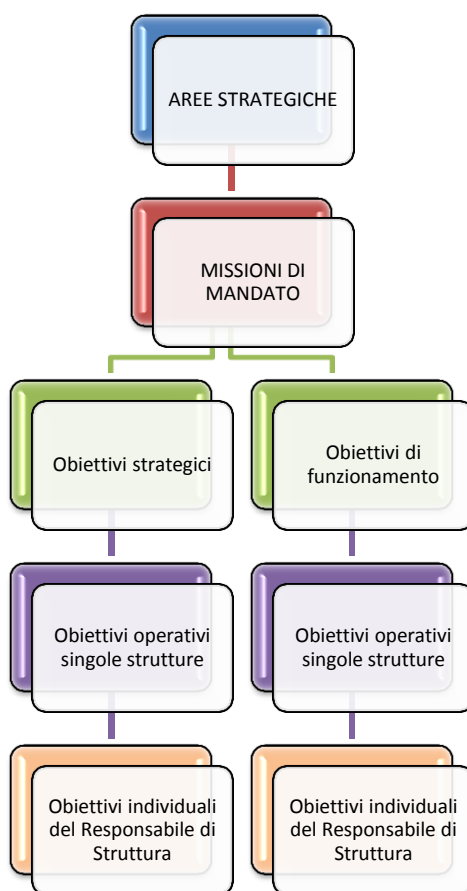 AREE STRATEGICHE
MISSIONI DI
MANDATO
Obiettivi strategici
Obiettivi di
funzionamento
Obiettivi operativi
singole strutture
Obiettivi operativi
singole strutture
Obiettivi individuali
del Responsabile di
Struttura
Obiettivi individuali
del Responsabile di
Struttura